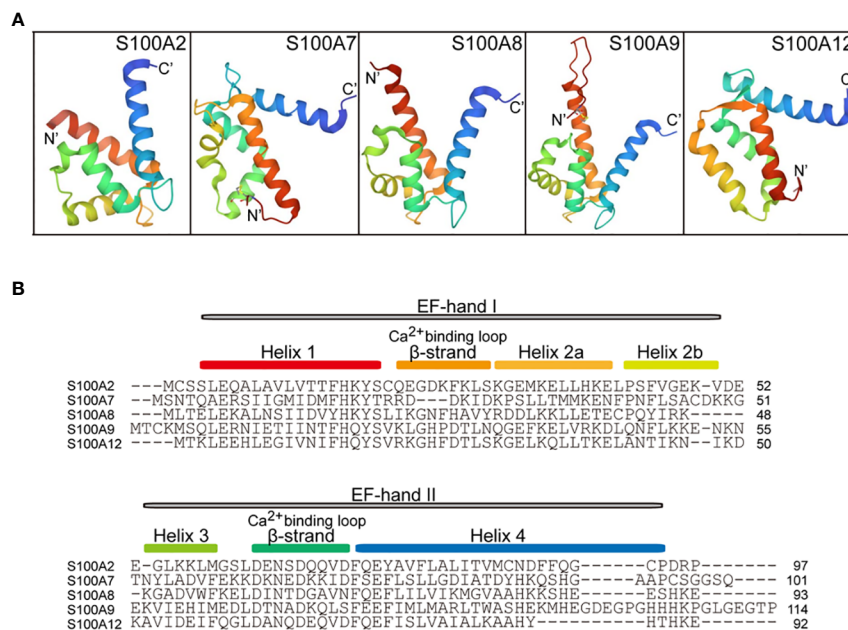 A
S100A2 S100A7 S100A8 S100A9 S100A12
C' N'
C' N'
N' C'
N' C'
C N'
B
EF-hand I
Ca2+binding loop
Helix 1 β-strand Helix 2a Helix 2b
S100A2 ---MCSSLEQALAVLVTTFHKYSCQEGDKFKLSKGEMKELLHKELPSFVGEK-VDE 52
S100A7 ---MSNTQAERSIIGMIDMFHKYTRRD---DKIDKPSLLTMMKENFPNFLSACDKKG 51
S100A8 ----MLTELEKALNSIIDVYHKYSLIKGNFHAVYRDDLKKLLETECPQYIRK----- 48
S100A9 MTCKMSQLERNIETIINTFHQYSVKLGHPDTLNQGEFKELVRKDLQNFLKKE-NKN 55
S100A12 ----MTKLEEHLEGIVNIFHQYSVRKGHFDTLSKGELKQLLTKELANTIKN--IKD 50
EF-hand II
Ca2+binding loop
Helix 3 β-strand Helix 4
S100A2 E-GLKKLMGSLDENSDQQVDFQEYAVFLALITVMCNDFFQG------CPDRP---- 97
S100A7 TNYLADVFEKKDKNEDKKIDFSEFLSLLGDIATDYHKQSHG------AAPCSGGSQ---- 101
S100A8 -KGADVWFKELDINTDGAVNFQEFLILVIKMGVAAHKKSHE------ESHKE------- 93
S100A9 EKVIEHIMEDLDTNADKQLSFEEFIMLMARLTWASHEKMHEGDEGPGHHHKPGLGEGTP 114
S100A12 KAVIDEIFQGLDANQDEQVDFQEFISLVAIALKAAHY---------HTHKE------- 92